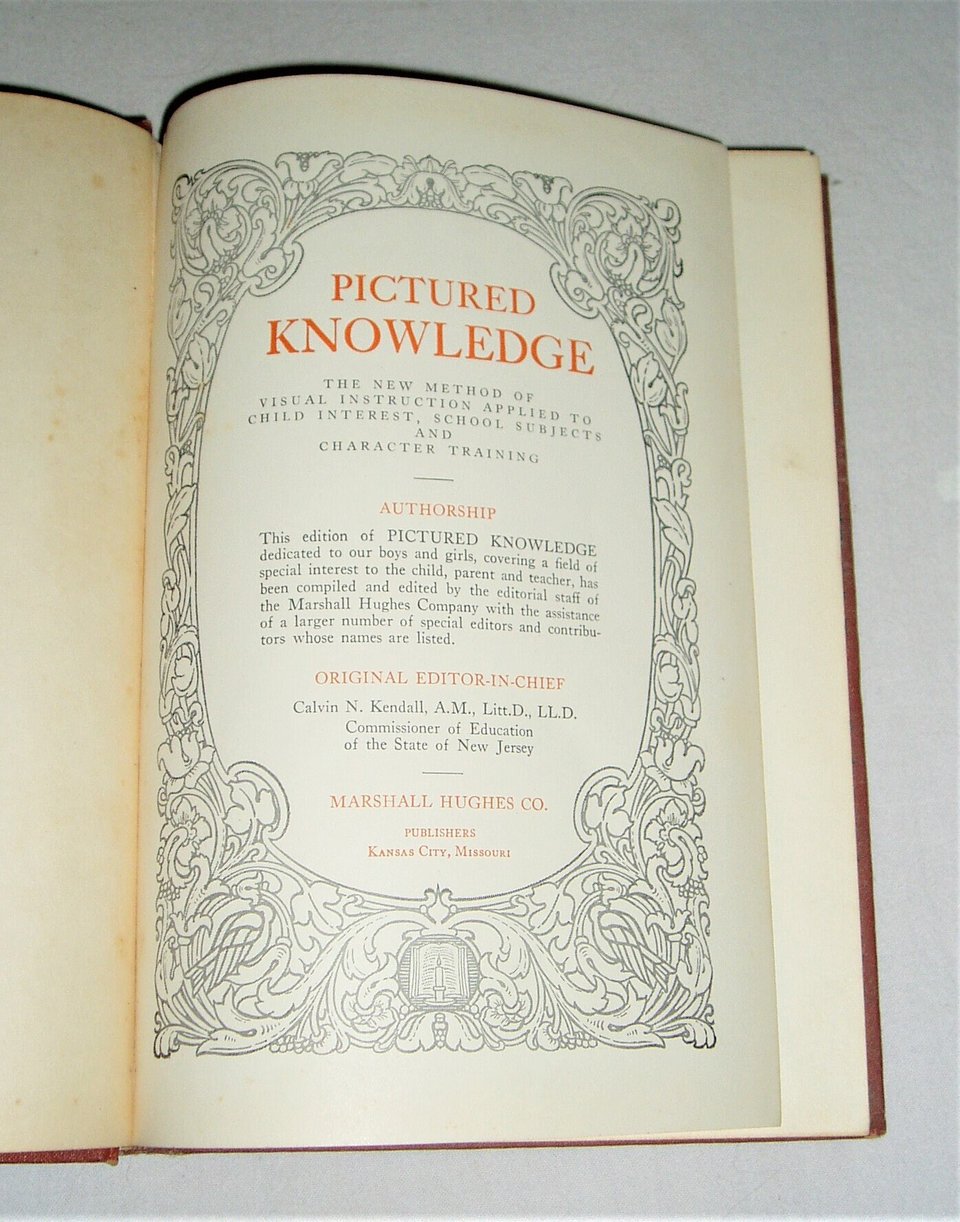 PICTURED
KNOWLEDGE
THE NEW METHOD OF
VISUAL INSTRUCTION APPLIED TO
CHILD INTEREST, SCHOOL SUBJECTS
AND
CHARACTER TRAINING
AUTHORSHIP
This edition of PICTURED KNOWLEDGE
dedicated to our boys and girls, covering a field of
special interest to the child, parent and teacher, has
been compiled and edited by the editorial staff of
the Marshall Hughes Company with the assistance
of a larger number of special editors and contribu-
tors whose names are listed.
ORIGINAL EDITOR-IN-CHIEF
Calvin N. Kendall, A.M., Litt.D., LL.D.
Commissioner of Education
of the State of New Jersey
MARSHALL HUGHES CO.
PUBLISHERS
KANSAS CITY, MISSOURI